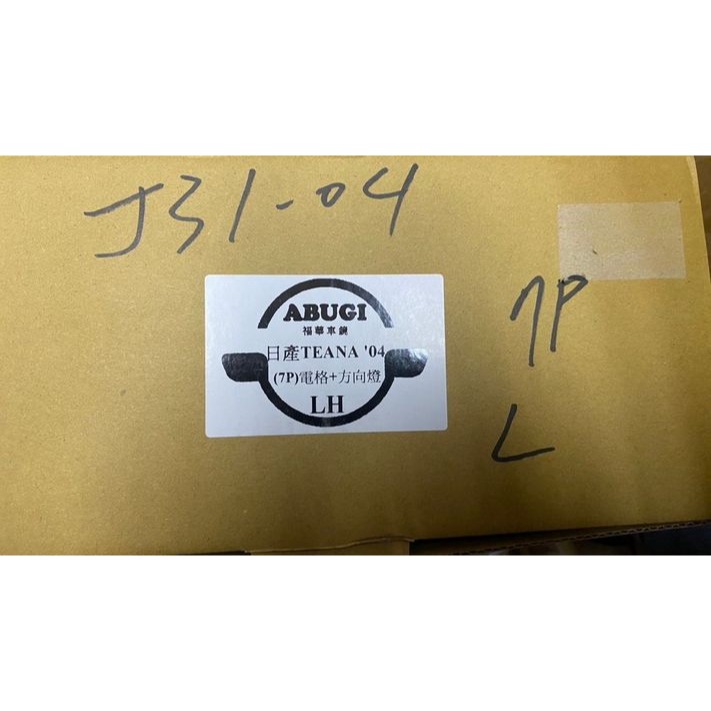 J31-04
ABUGI
福華車鏡
日產TEANA '04
(7P)電格+方向燈
LH
7P
L